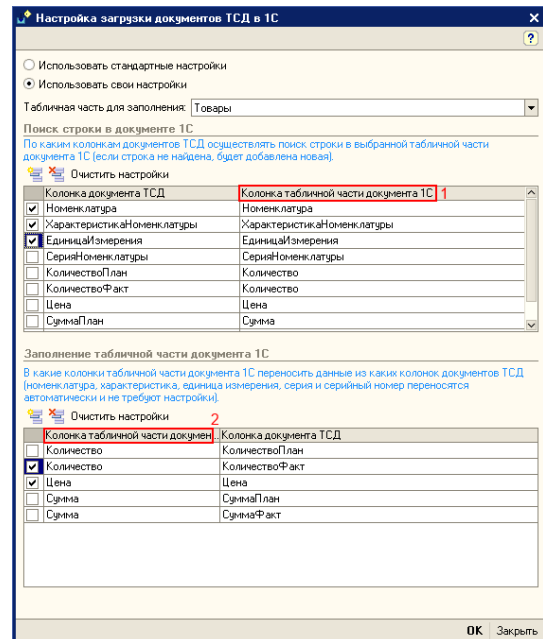 Настройка загрузки документов ТСД в 1С
?
Использовать стандартные настройки
Использовать свои настройки
Табличная часть для заполнения: Товары
Поиск строки в документе 1С
По каким колонкам документов ТСД осуществлять поиск строки в выбранной табличной части
документа 1С (если строка не найдена, будет добавлена новая).
Очистить настройки
Колонка документа ТСД Колонка табличной части документа 1С 1
Номенклатура Номенклатура
ХарактеристикаНоменклатуры ХарактеристикаНоменклатуры
ЕдиницаИзмерения ЕдиницаИзмерения
СерияНоменклатуры СерияНоменклатуры
КоличествоПлан Количество
КоличествоФакт Количество
Цена Цена
СуммаПлан Сумма
Заполнение табличной части документа 1С
В какие колонки табличной части документа 1С переносить данные из каких колонок документов ТСД
(номенклатура, характеристика, единица измерения, серия и серийный номер переносятся
автоматически и не требуют настройки).
Очистить настройки 2
Колонка табличной части докумен... Колонка документа ТСД
Количество КоличествоПлан
Количество КоличествоФакт
Цена Цена
Сумма СуммаПлан
Сумма СуммаФакт
OK Закрыть